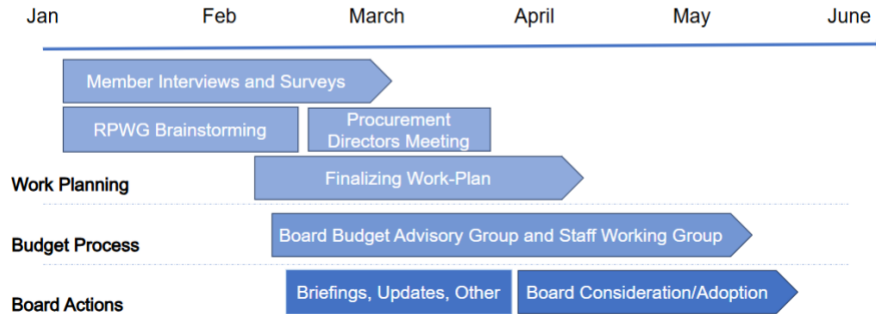 Jan Feb March April May June
Member Interviews and Surveys
RPWG Brainstorming
Procurement
Directors Meeting
Work Planning
Finalizing Work-Plan
Budget Process
Board Budget Advisory Group and Staff Working Group
Board Actions
Briefings, Updates, Other
Board Consideration/Adoption